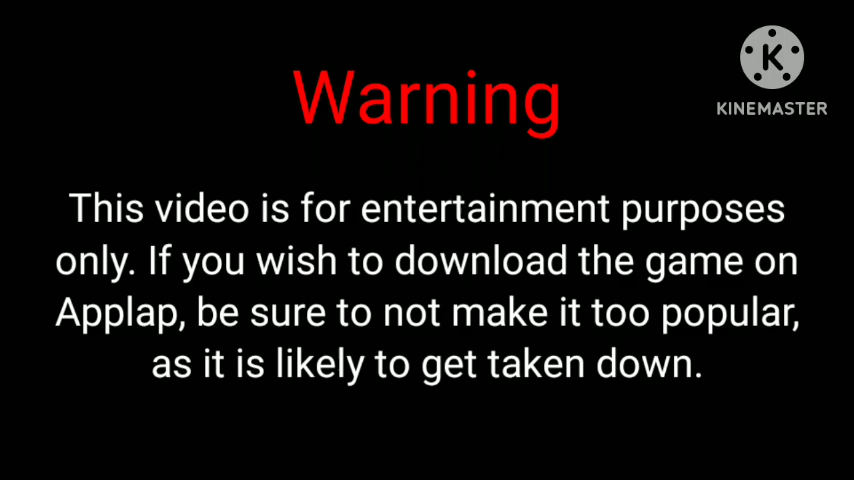 Warning
KINEMASTER
This video is for entertainment purposes
only. If you wish to download the game on
Applap, be sure to not make it too popular,
as it is likely to get taken down.